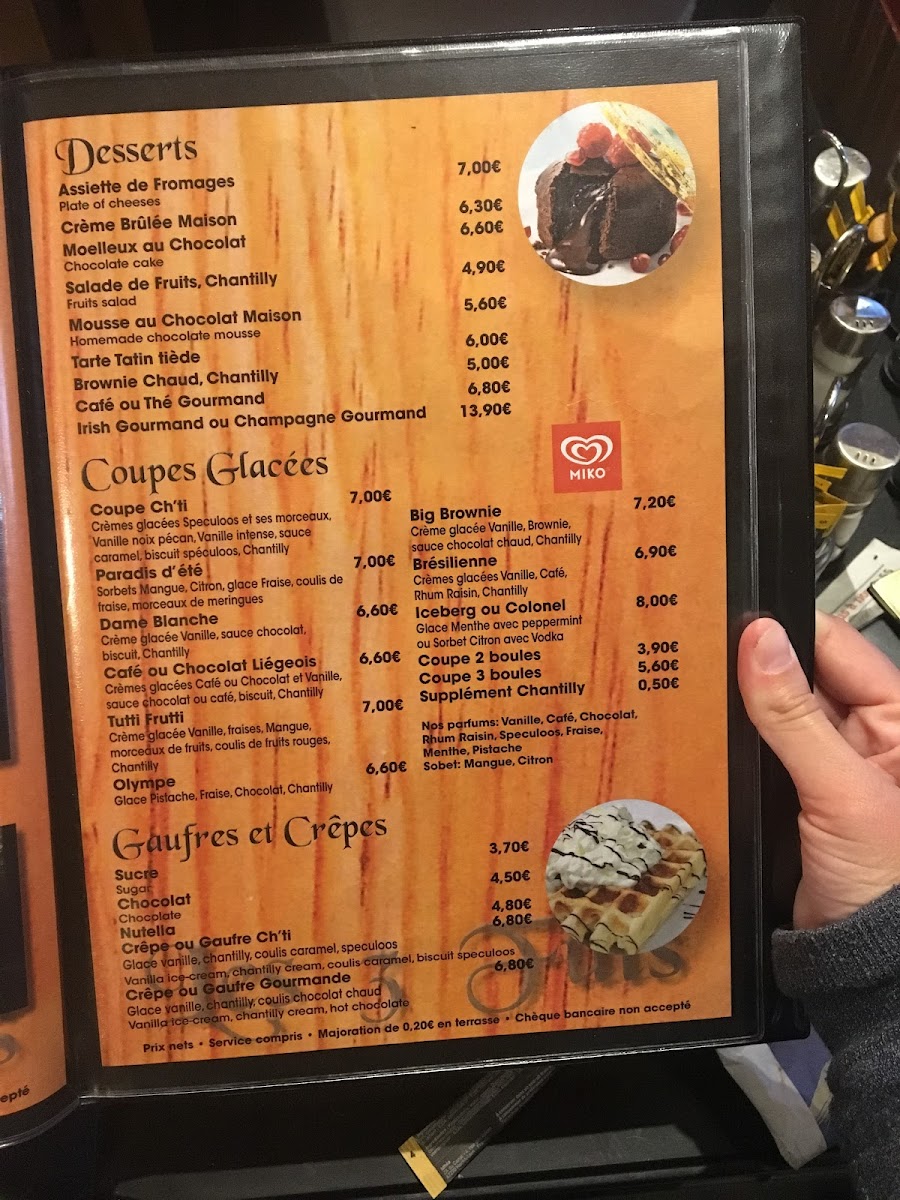 Desserts
Assiette de Fromages 7,00€
Plate of cheeses
Crème Brûlée Maison 6,30€
Moelleux au Chocolat 6,60€
Chocolate cake
Salade de Fruits, Chantilly 4,90€
Fruits salad
Mousse au Chocolat Maison 5,60€
Homemade chocolate mousse
Tarte Tatin tiède 6,00€
Brownie Chaud, Chantilly 5,00€
Café ou Thé Gourmand 6,80€
Irish Gourmand ou Champagne Gourmand 13,90€
MIKO
Coupes Glacées
Coupe Ch'ti 7,00€
Crèmes glacées Speculoos et ses morceaux,
Vanille noix pécan, Vanille intense, sauce
caramel, biscuit spéculoos, Chantilly
Paradis d'été 7,00€
Sorbets Mangue, Citron, glace Fraise, coulis de
fraise, morceaux de meringues
Dame Blanche 6,60€
Crème glacée Vanille, sauce chocolat,
biscuit, Chantilly
Café ou Chocolat Liégeois 6,60€
Crèmes glacées Café ou Chocolat et Vanille,
sauce chocolat ou café, biscuit, Chantilly
Tutti Frutti 7,00€
Crème glacée Vanille, fraises, Mangue,
morceaux de fruits, coulis de fruits rouges,
Chantilly
Olympe 6,60€
Glace Pistache, Fraise, Chocolat, Chantilly
Big Brownie 7,20€
Crème glacée Vanille, Brownie,
sauce chocolat chaud, Chantilly
Brésilienne 6,90€
Crèmes glacées Vanille, Café,
Rhum Raisin, Chantilly
Iceberg ou Colonel 8,00€
Glace Menthe avec peppermint
ou Sorbet Citron avec Vodka
Coupe 2 boules 3,90€
Coupe 3 boules 5,60€
Supplément Chantilly 0,50€
Nos parfums: Vanille, Café, Chocolat,
Rhum Raisin, Speculoos, Fraise,
Menthe, Pistache
Sobet: Mangue, Citron
Gaufres et Crêpes
Sucre 3,70€
Sugar
Chocolat 4,50€
Chocolate
Nutella 4,80€
Crêpe ou Gaufre Ch'ti 6,80€
Glace vanille, chantilly, coulis caramel, speculoos
Vanilla ice-cream, chantilly cream, coulis caramel, biscuit speculoos
Crêpe ou Gaufre Gourmande 6,80€
Glace vanille, chantilly, coulis chocolat chaud
Vanilla ice-cream, chantilly cream, hot chocolate
Prix nets • Service compris • Majoration de 0,20€ en terrasse • Chèque bancaire non accepté
epté